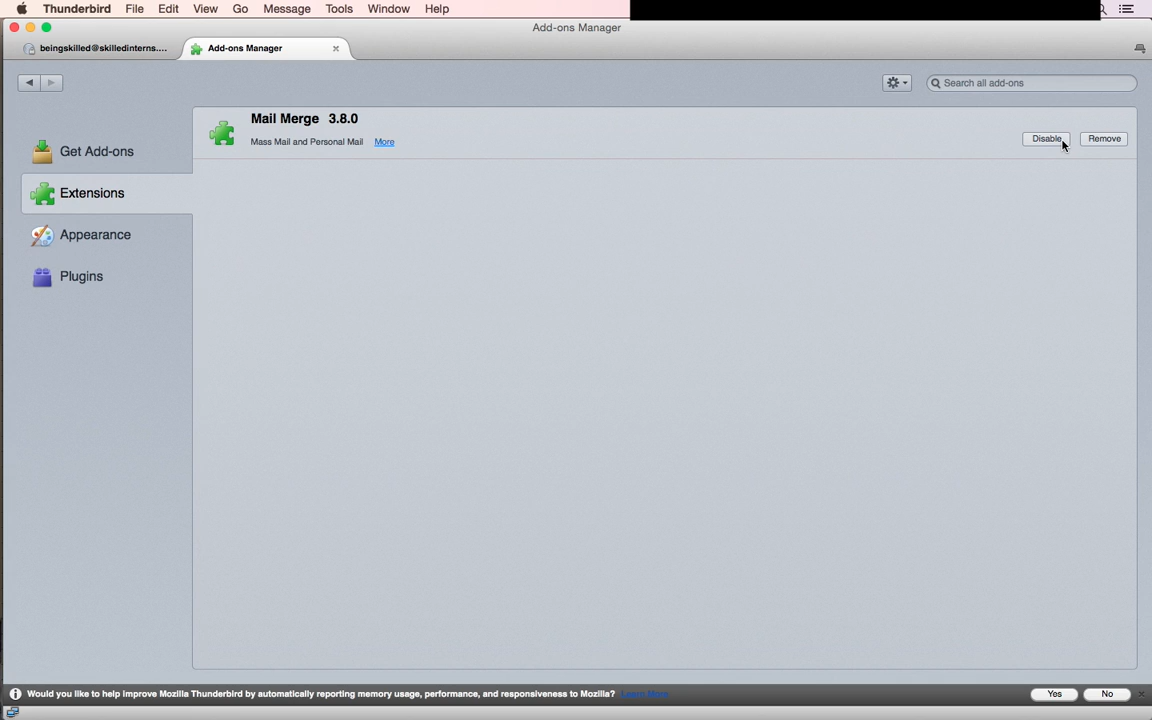 Thunderbird File Edit View Go Message Tools Window Help
Add-ons Manager
beingskilled@skilledinterns.... Add-ons Manager
Search all add-ons
Mail Merge 3.8.0
Mass Mail and Personal Mail More
Disable Remove
Get Add-ons
Extensions
Appearance
Plugins
Would you like to help improve Mozilla Thunderbird by automatically reporting memory usage, performance, and responsiveness to Mozilla? Learn More Yes No